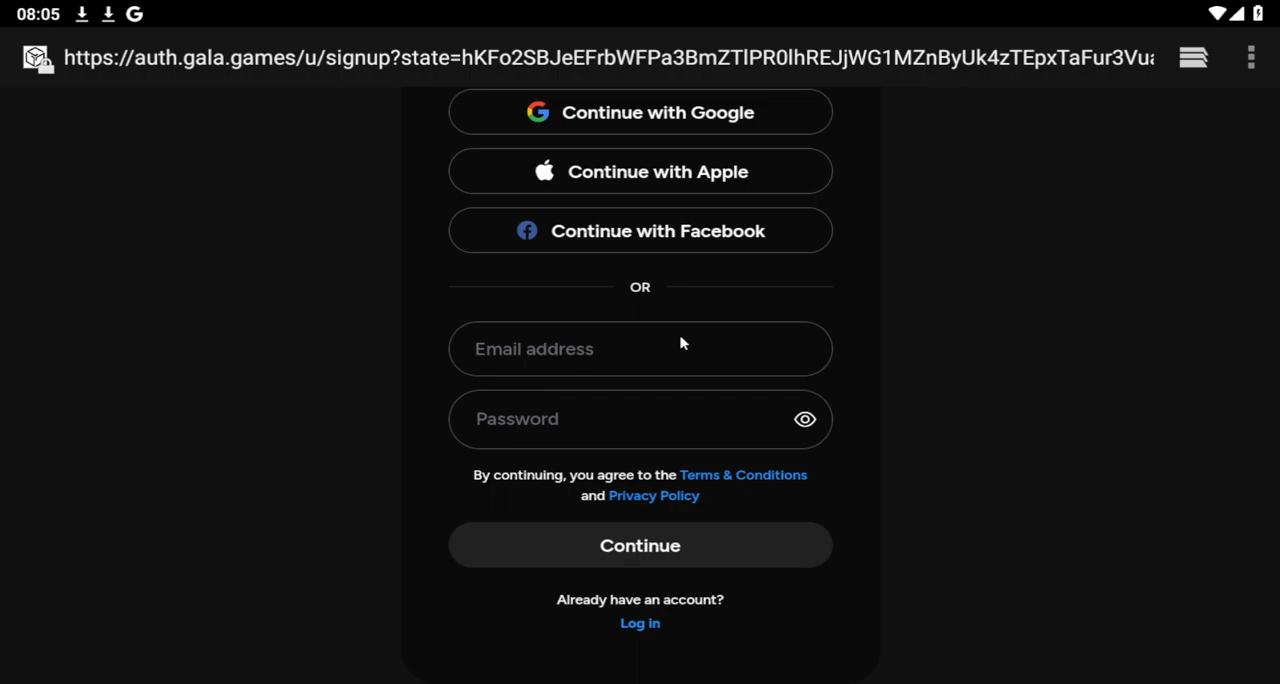 08:05
https://auth.gala.games/u/signup?state=hKFo2SBJeEFrbWFPa3BmZTlPR0lhREJjWG1MZnByUk4zTEpxTaFur3Vua
Continue with Google
Continue with Apple
Continue with Facebook
OR
Email address
Password
By continuing, you agree to the Terms & Conditions
and Privacy Policy
Continue
Already have an account?
Log in